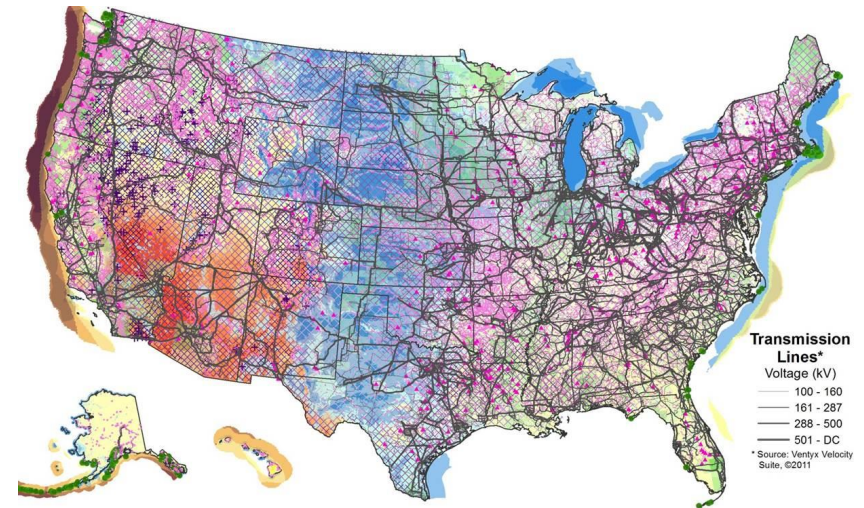 Transmission
Lines*
Voltage (kV)
100 - 160
161 - 287
288 - 500
501 - DC
* Source: Ventyx Velocity
Suite, ©2011